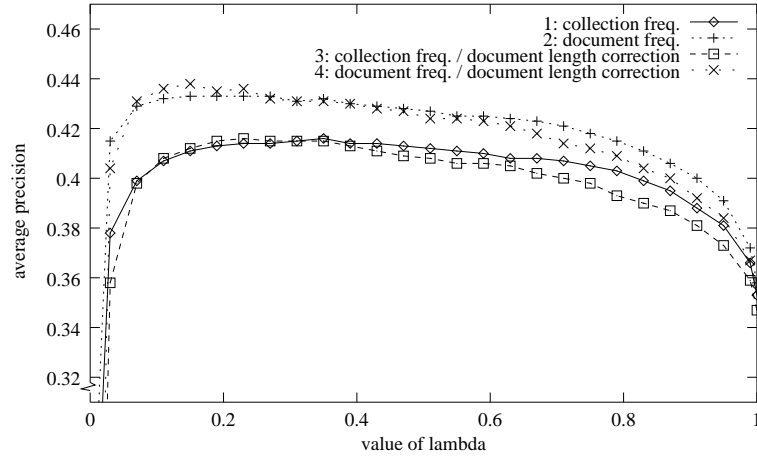 1: collection freq.
2: document freq.
3: collection freq. / document length correction
4: document freq. / document length correction
average precision
0.46
0.44
0.42
0.4
0.38
0.36
0.34
0.32
0 0.2 0.4 0.6 0.8 1
value of lambda